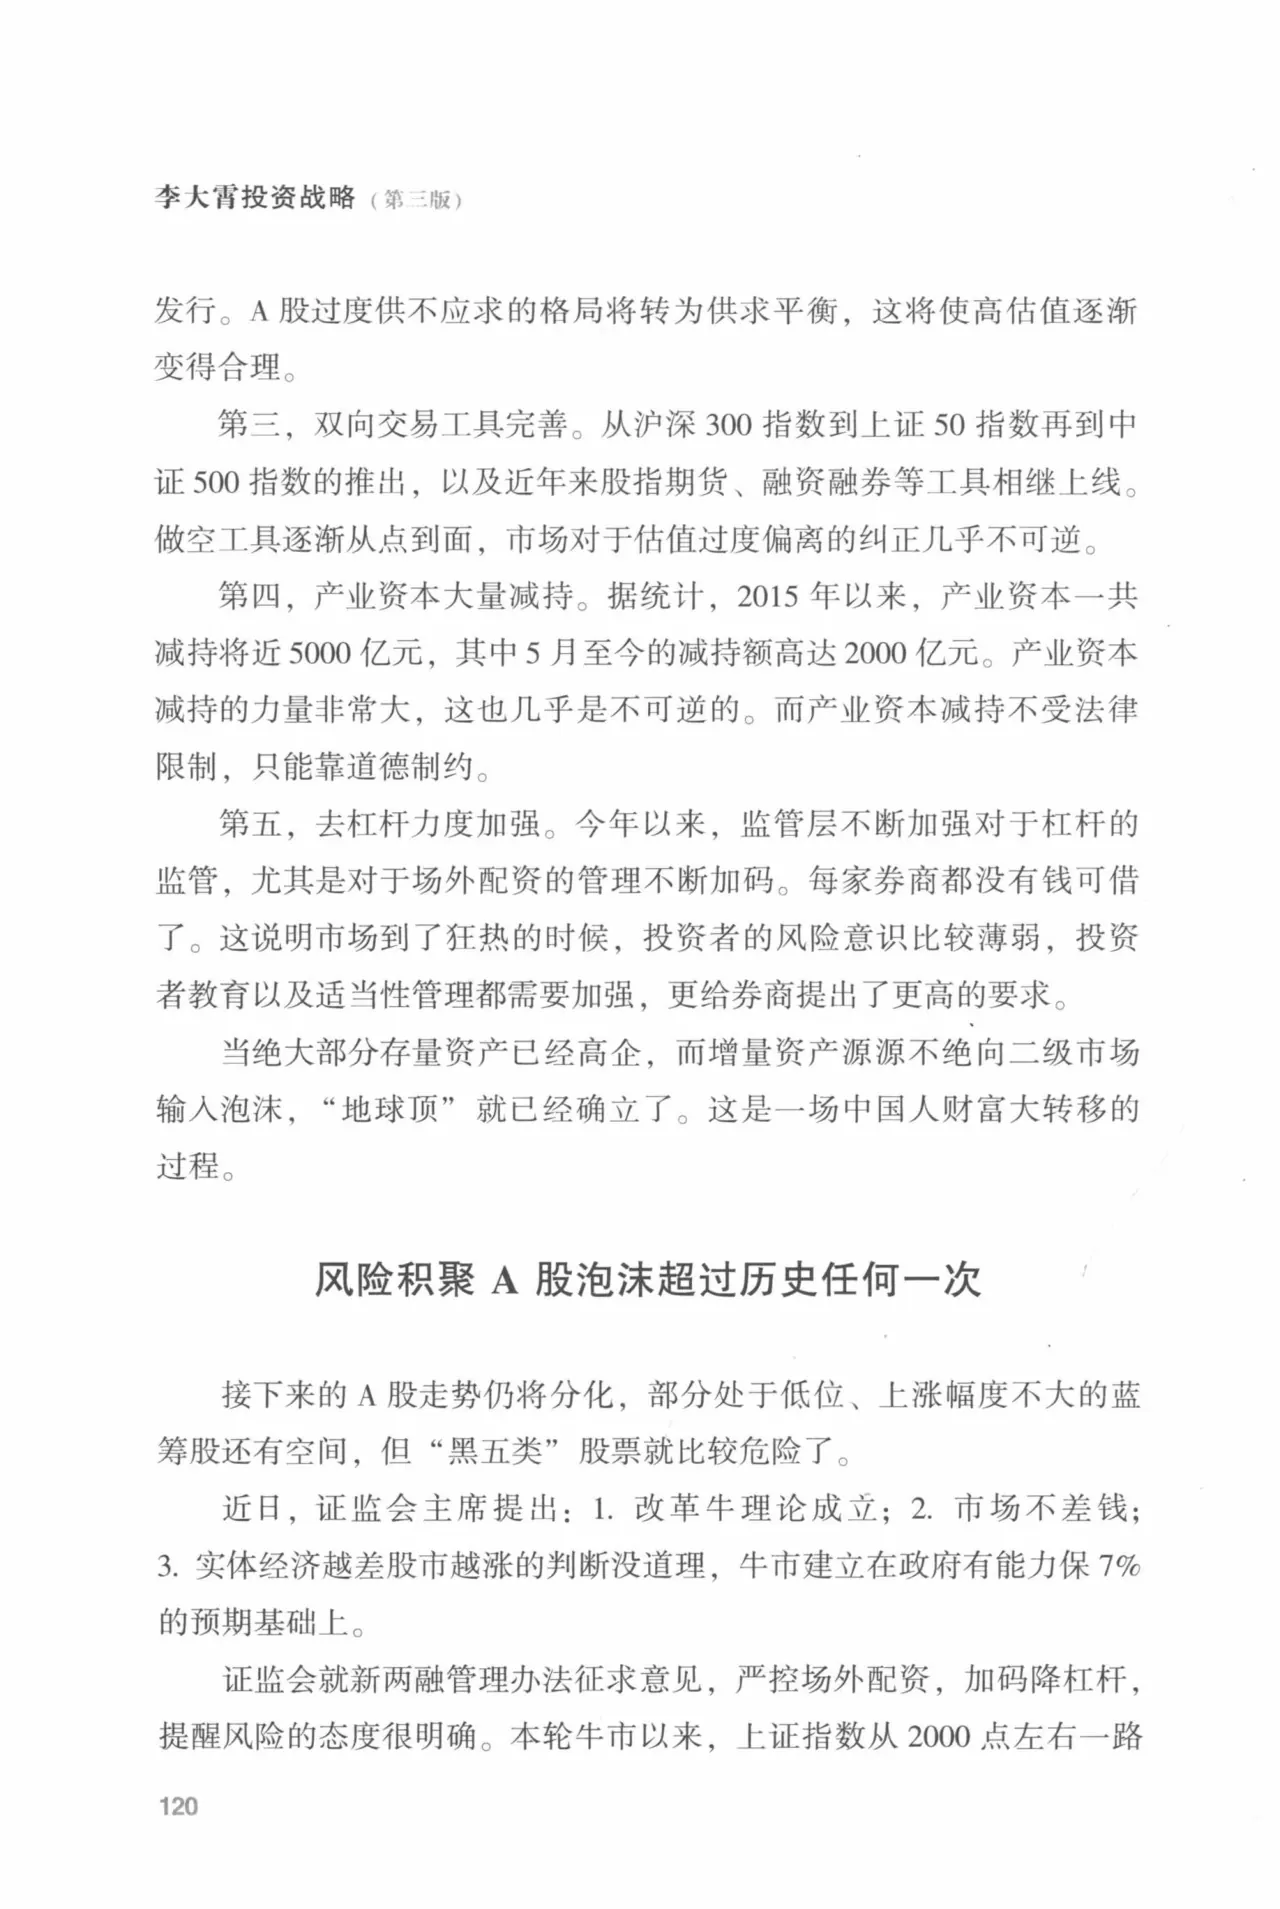 李大霄投资战略（第三版）
发行。A 股过度供不应求的格局将转为供求平衡，这将使高估值逐渐
变得合理。
第三，双向交易工具完善。从沪深 300 指数到上证 50 指数再到中
证 500 指数的推出，以及近年来股指期货、融资融券等工具相继上线。
做空工具逐渐从点到面，市场对于估值过度偏离的纠正几乎不可逆。
第四，产业资本大量减持。据统计，2015 年以来，产业资本一共
减持将近 5000 亿元，其中 5 月至今的减持额高达 2000 亿元。产业资本
减持的力量非常大，这也几乎是不可逆的。而产业资本减持不受法律
限制，只能靠道德制约。
第五，去杠杆力度加强。今年以来，监管层不断加强对于杠杆的
监管，尤其是对于场外配资的管理不断加码。每家券商都没有钱可借
了。这说明市场到了狂热的时候，投资者的风险意识比较薄弱，投资
者教育以及适当性管理都需要加强，更给券商提出了更高的要求。
当绝大部分存量资产已经高企，而增量资产源源不绝向二级市场
输入泡沫，“地球顶”就已经确立了。这是一场中国人财富大转移的
过程。
风险积聚 A 股泡沫超过历史任何一次
接下来的 A 股走势仍将分化，部分处于低位、上涨幅度不大的蓝
筹股还有空间，但“黑五类”股票就比较危险了。
近日，证监会主席提出：1. 改革牛理论成立；2. 市场不差钱；
3. 实体经济越差股市越涨的判断没道理，牛市建立在政府有能力保 7%
的预期基础上。
证监会就新两融管理办法征求意见，严控场外配资，加码降杠杆，
提醒风险的态度很明确。本轮牛市以来，上证指数从 2000 点左右一路
120